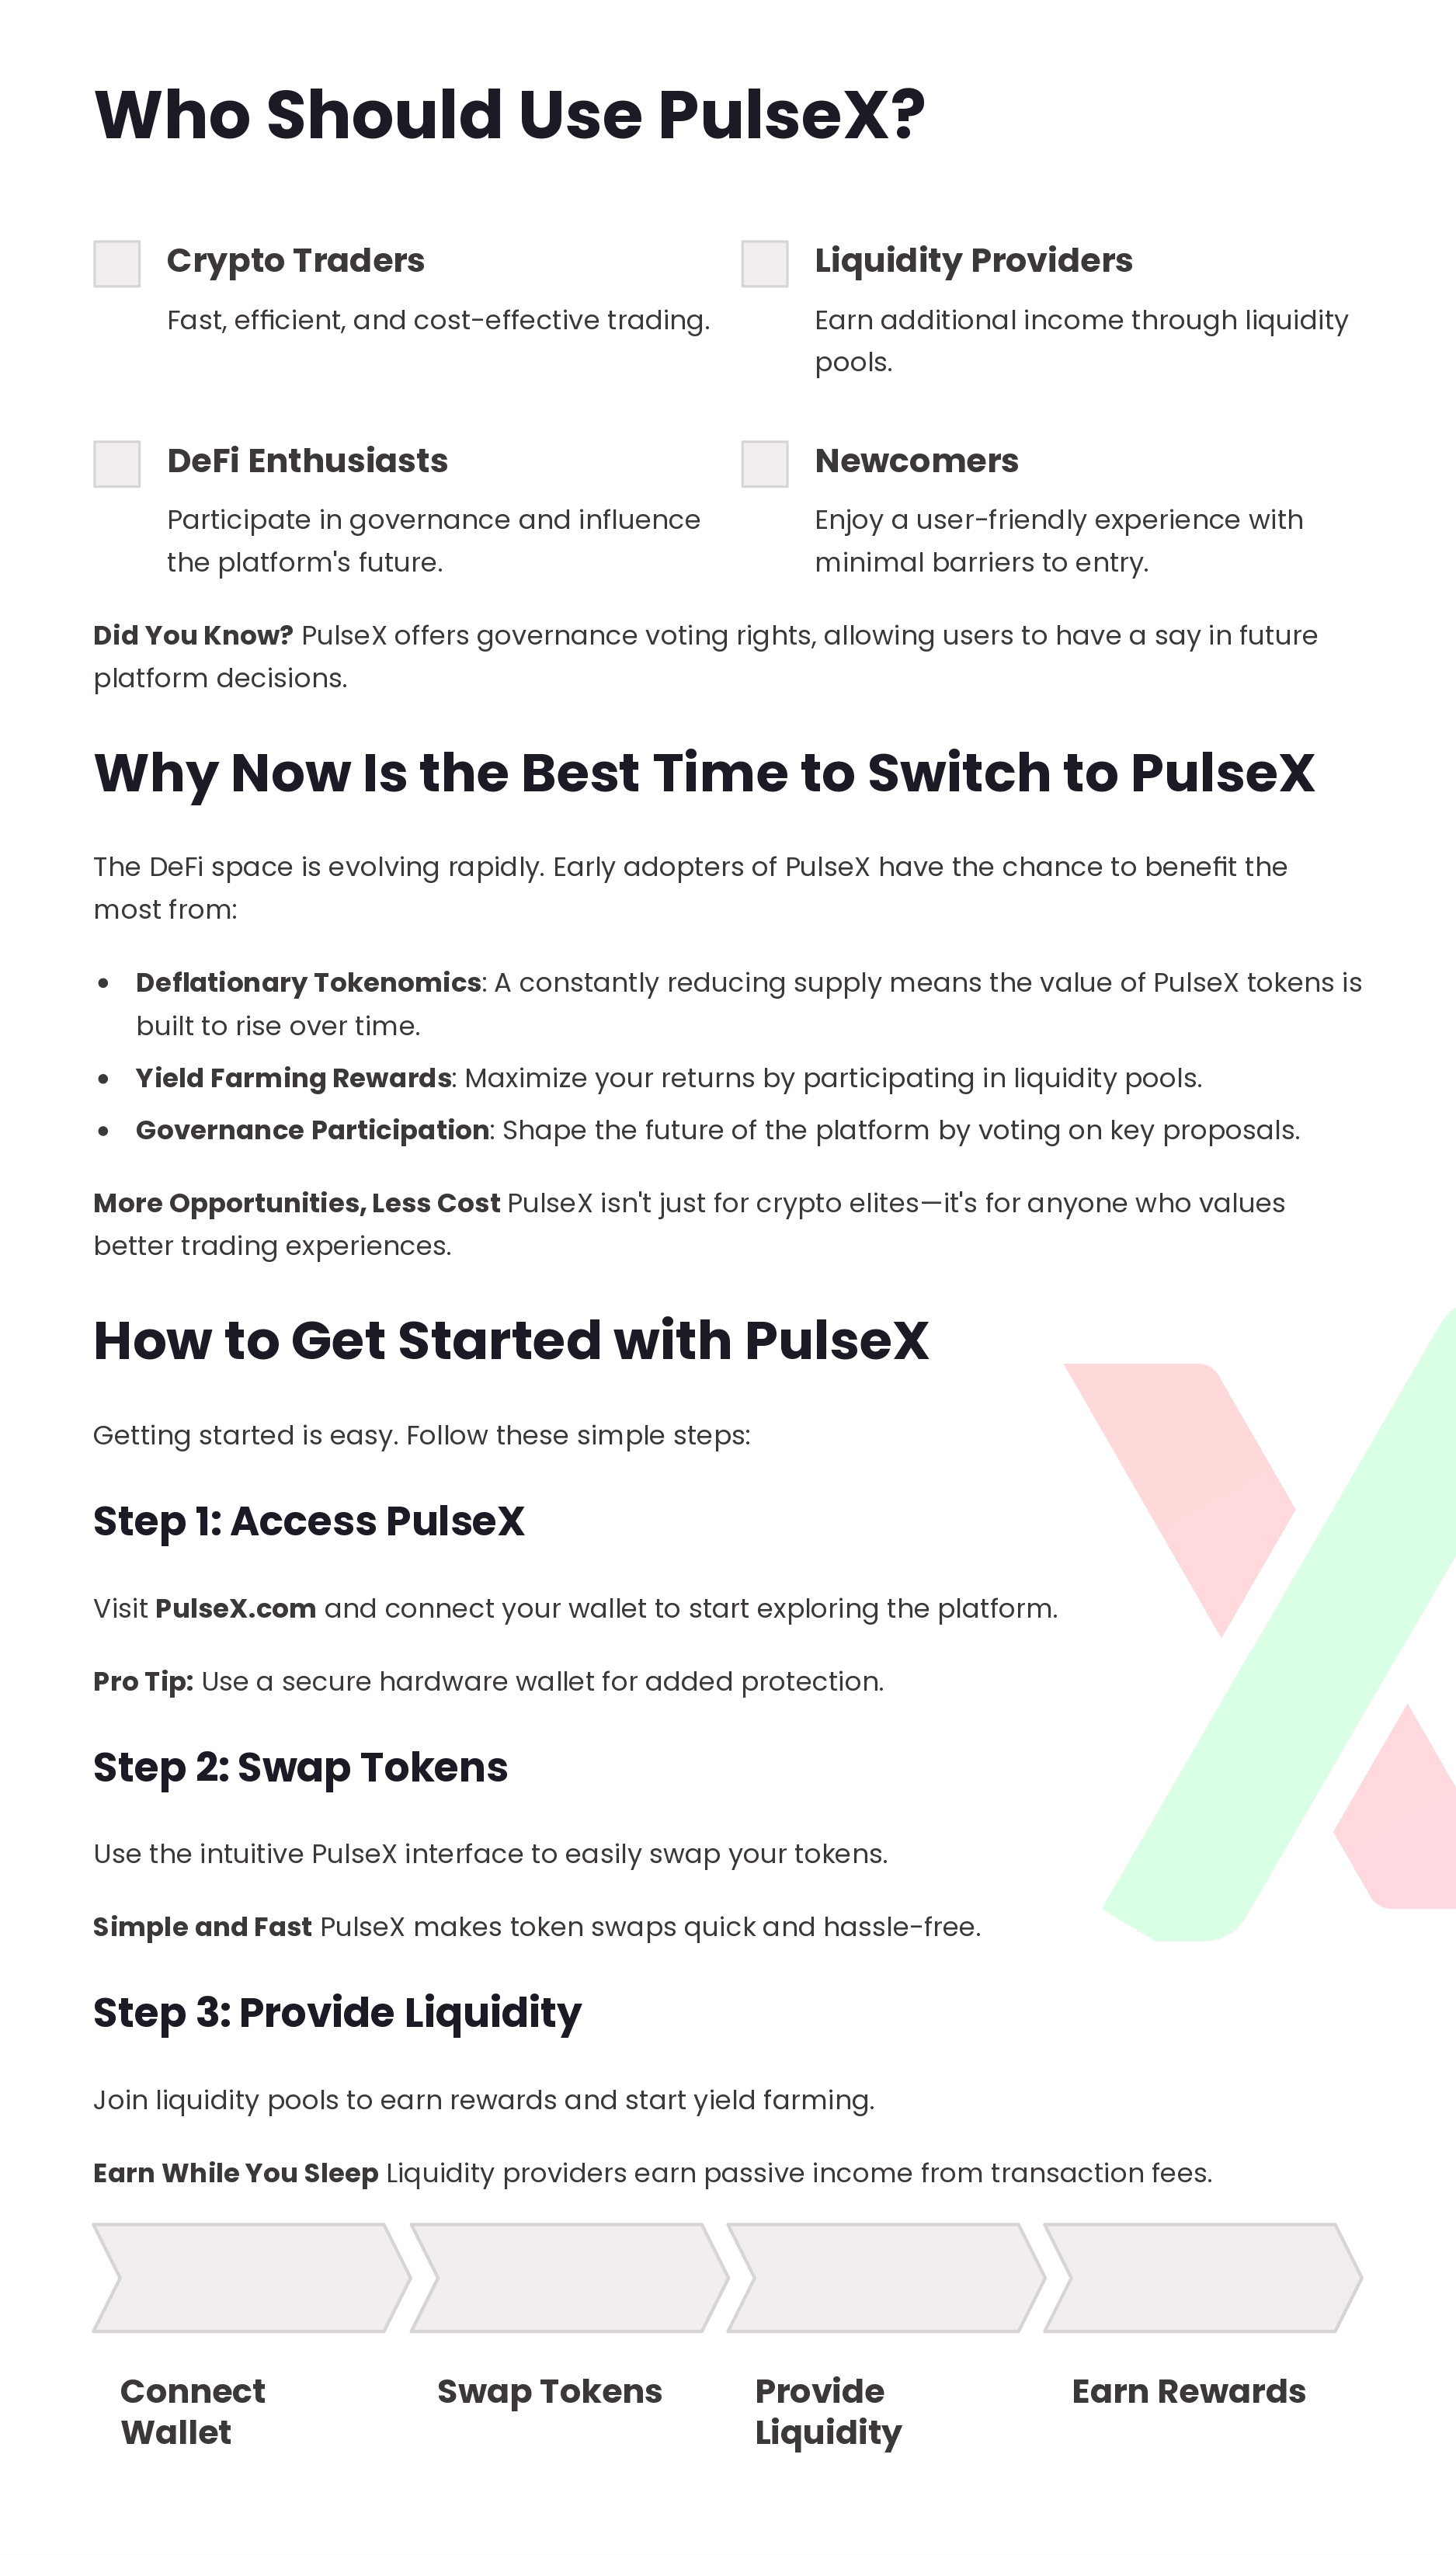 Who Should Use PulseX?
Crypto Traders
Fast, efficient, and cost-effective trading.
Liquidity Providers
Earn additional income through liquidity
pools.
DeFi Enthusiasts
Participate in governance and influence
the platform's future.
Newcomers
Enjoy a user-friendly experience with
minimal barriers to entry.
Did You Know? PulseX offers governance voting rights, allowing users to have a say in future
platform decisions.
Why Now Is the Best Time to Switch to PulseX
The DeFi space is evolving rapidly. Early adopters of PulseX have the chance to benefit the
most from:
• Deflationary Tokenomics: A constantly reducing supply means the value of PulseX tokens is
built to rise over time.
• Yield Farming Rewards: Maximize your returns by participating in liquidity pools.
• Governance Participation: Shape the future of the platform by voting on key proposals.
More Opportunities, Less Cost PulseX isn't just for crypto elites—it's for anyone who values
better trading experiences.
How to Get Started with PulseX
Getting started is easy. Follow these simple steps:
Step 1: Access PulseX
Visit PulseX.com and connect your wallet to start exploring the platform.
Pro Tip: Use a secure hardware wallet for added protection.
Step 2: Swap Tokens
Use the intuitive PulseX interface to easily swap your tokens.
Simple and Fast PulseX makes token swaps quick and hassle-free.
Step 3: Provide Liquidity
Join liquidity pools to earn rewards and start yield farming.
Earn While You Sleep Liquidity providers earn passive income from transaction fees.
Connect
Wallet
Swap Tokens
Provide
Liquidity
Earn Rewards